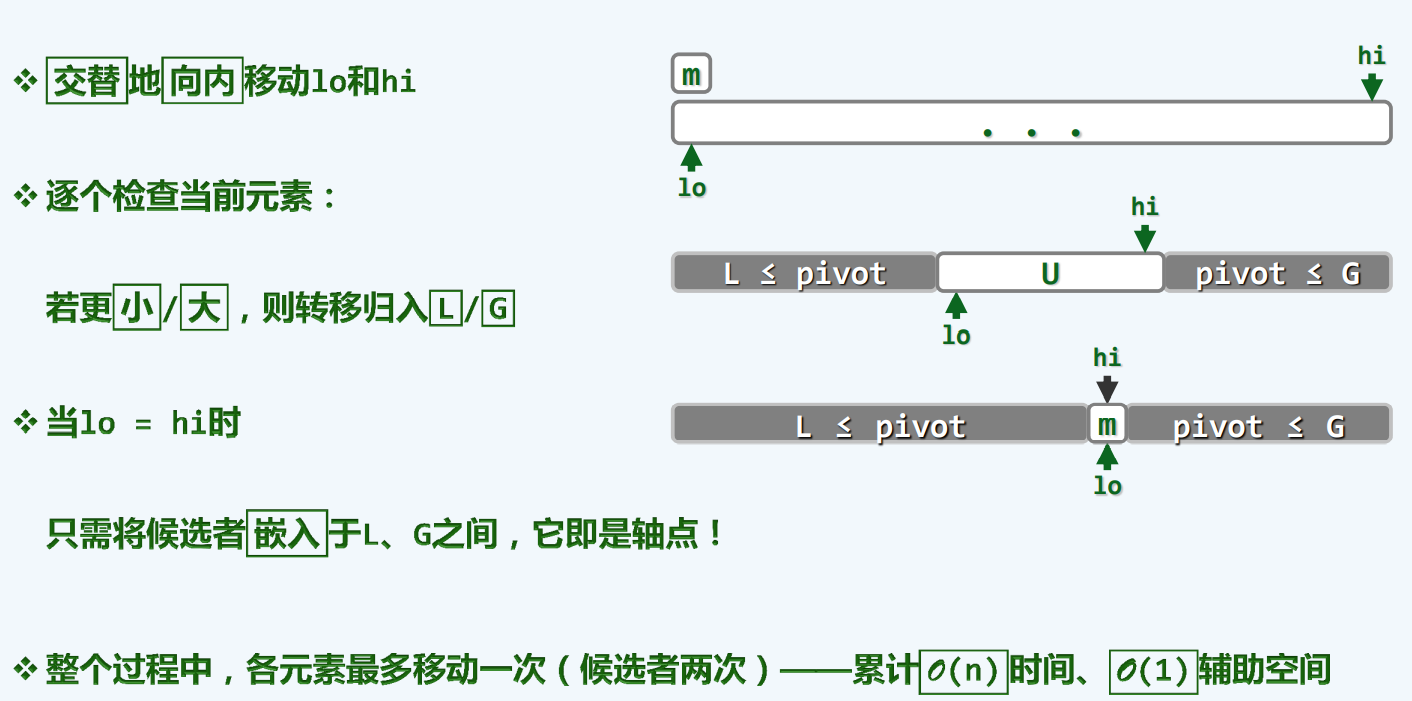 ❖ 交替地向内移动lo和hi
❖ 逐个检查当前元素：
若更小/大，则转移归入L/G
❖ 当lo = hi时
只需将候选者嵌入于L、G之间，它即是轴点！
❖ 整个过程中，各元素最多移动一次（候选者两次）——累计O(n)时间、O(1)辅助空间
m
hi
. . .
lo
hi
L ≤ pivot U pivot ≤ G
lo
hi
L ≤ pivot m pivot ≤ G
lo